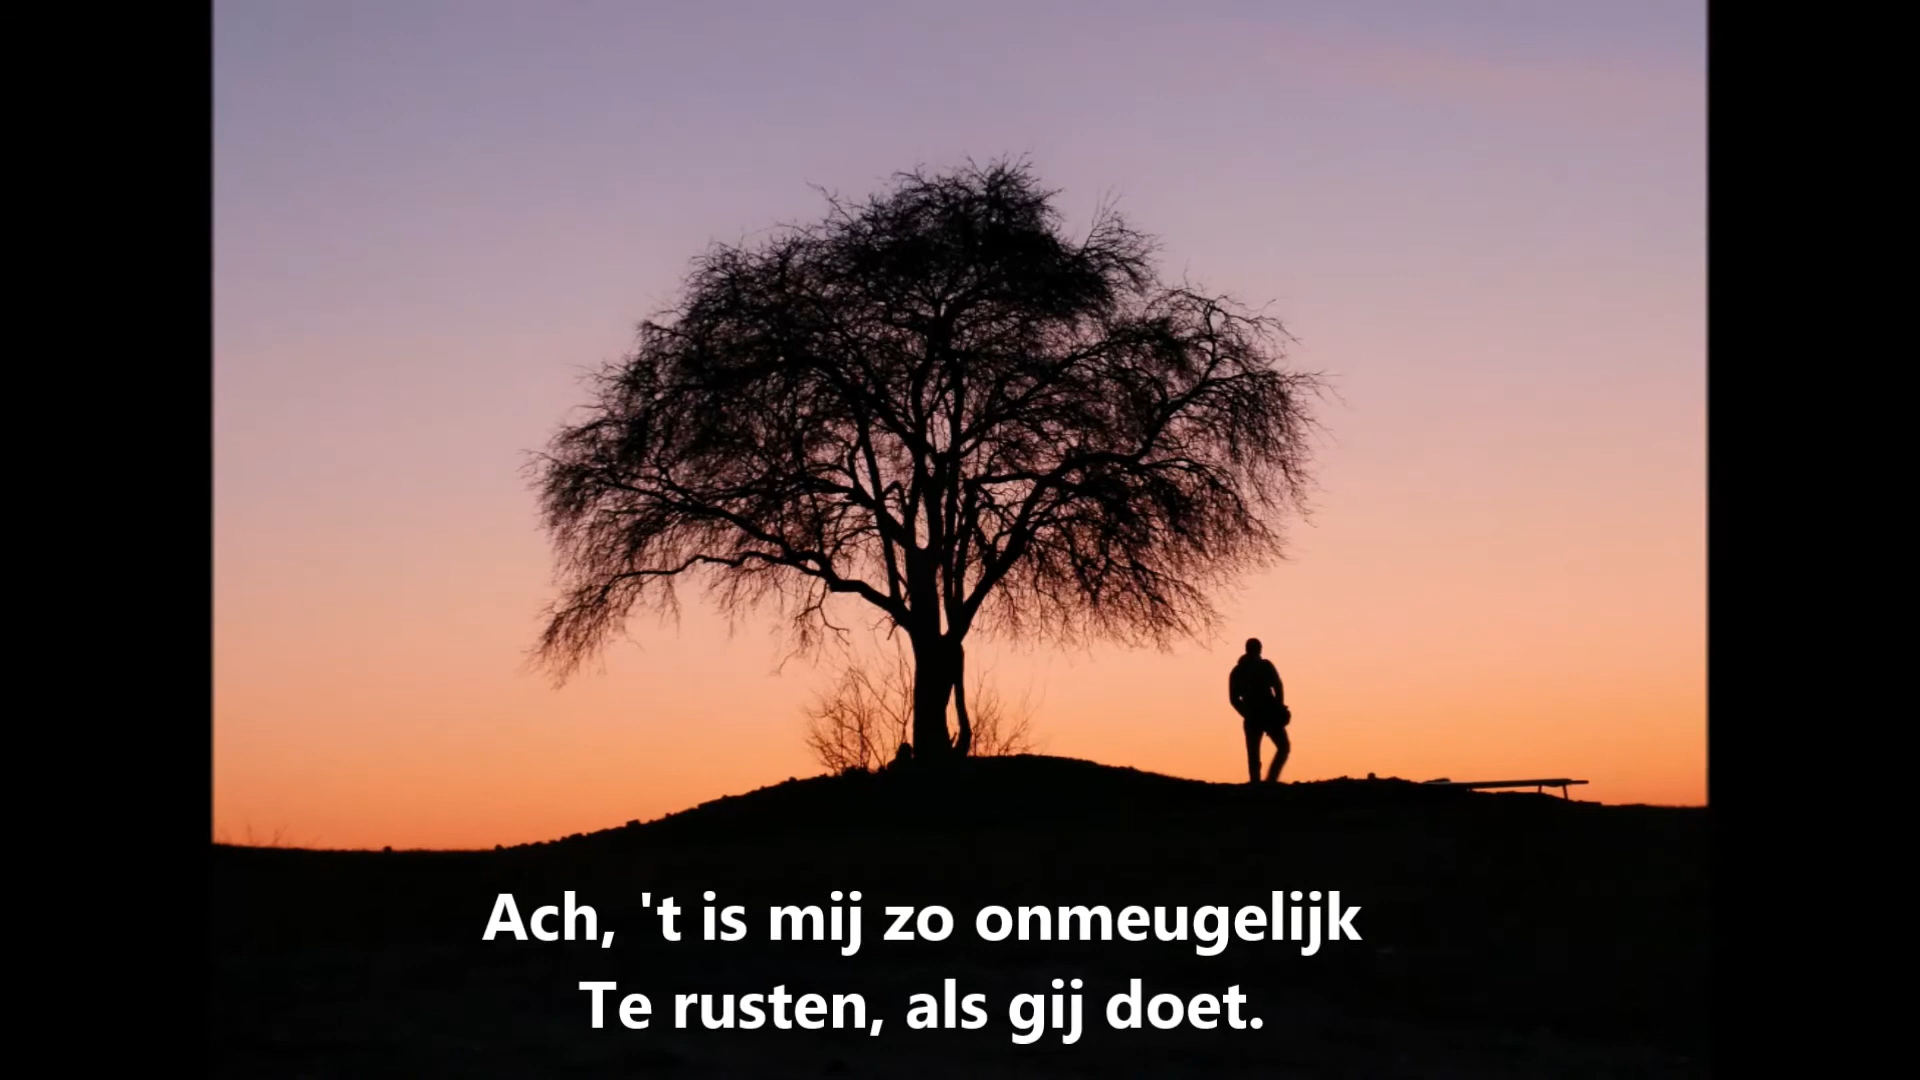 Ach, 't is mij zo onmeugelijk
Te rusten, als gij doet.